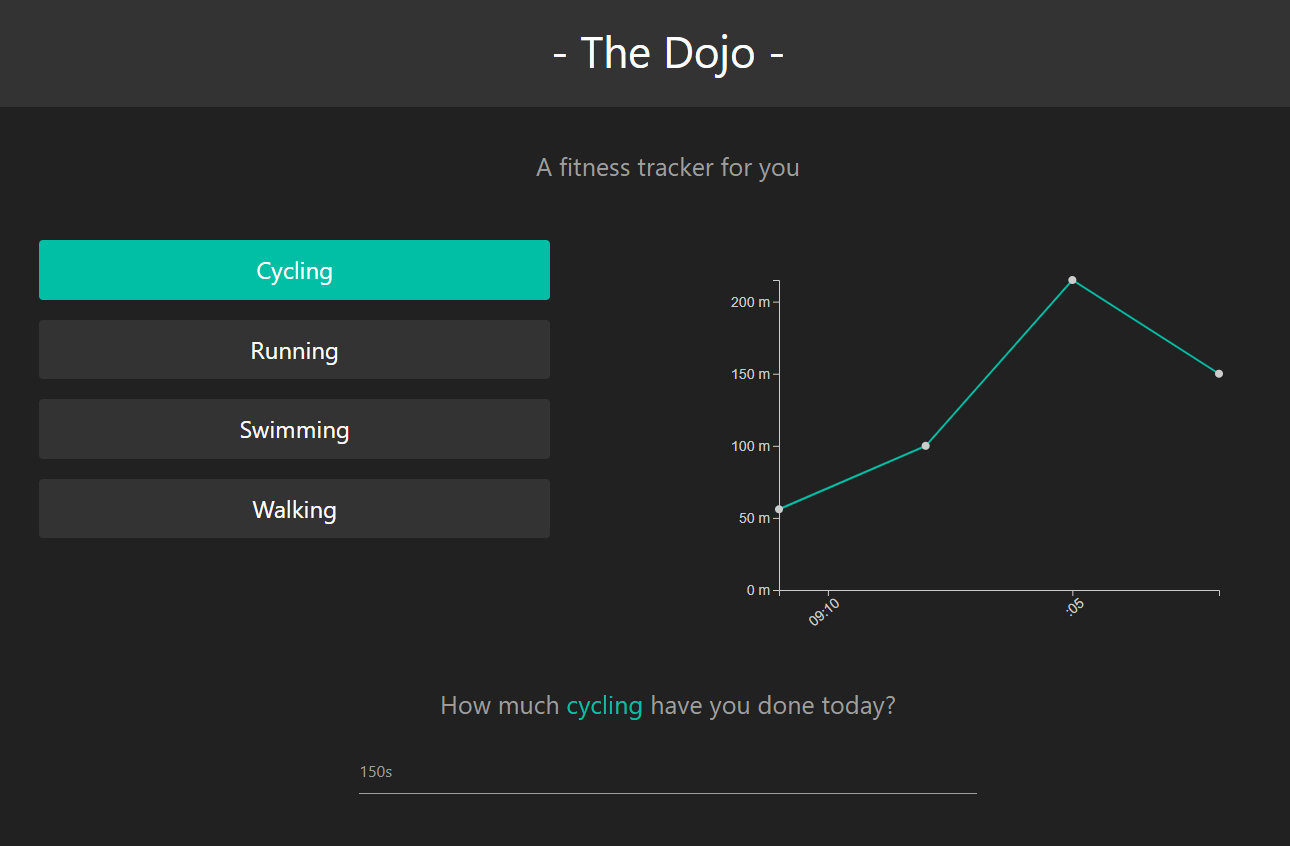 - The Dojo -
A fitness tracker for you
Cycling
Running
Swimming
Walking
200 m
150 m
100 m
50 m
0 m
09:10
:05
How much cycling have you done today?
150s